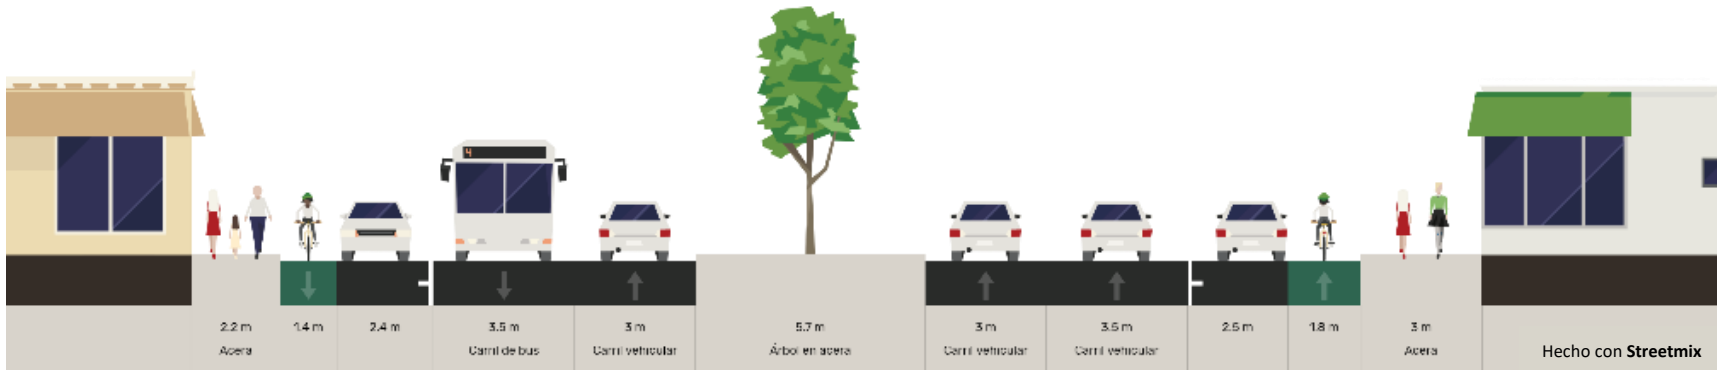 4
2.2 m 1.4 m 2.4 m 3.5 m 3 m 5.7 m 3 m 3.5 m 2.5 m 1.8 m 3 m
Acera Carril de bus Carril vehicular Árbol en acera Carril vehicular Carril vehicular Acera
Hecho con Streetmix